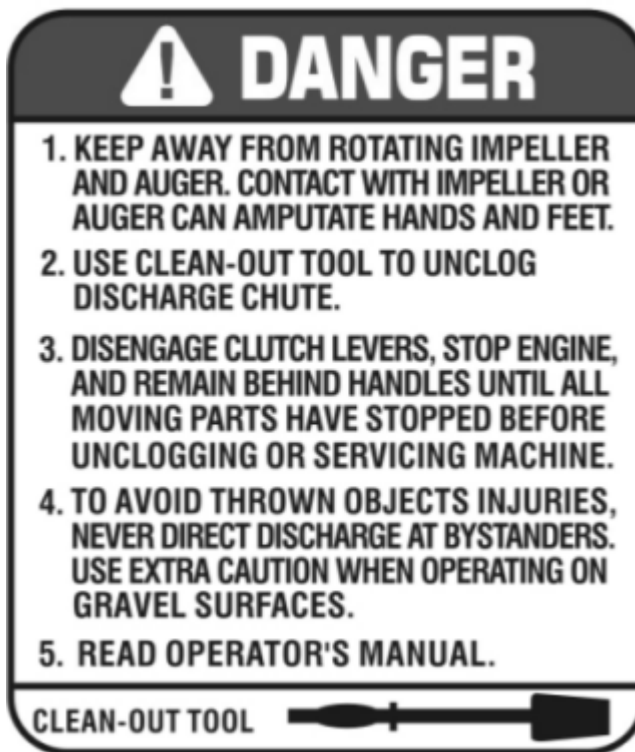 ! DANGER
1. KEEP AWAY FROM ROTATING IMPELLER
AND AUGER. CONTACT WITH IMPELLER OR
AUGER CAN AMPUTATE HANDS AND FEET.
2. USE CLEAN-OUT TOOL TO UNCLOG
DISCHARGE CHUTE.
3. DISENGAGE CLUTCH LEVERS, STOP ENGINE,
AND REMAIN BEHIND HANDLES UNTIL ALL
MOVING PARTS HAVE STOPPED BEFORE
UNCLOGGING OR SERVICING MACHINE.
4. TO AVOID THROWN OBJECTS INJURIES,
NEVER DIRECT DISCHARGE AT BYSTANDERS.
USE EXTRA CAUTION WHEN OPERATING ON
GRAVEL SURFACES.
5. READ OPERATOR'S MANUAL.
CLEAN-OUT TOOL